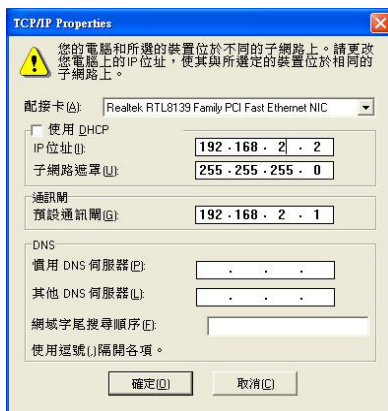 TCP/IP Properties
您的電腦和所選的裝置位於不同的子網路上。請更改
您電腦上的IP位址，使其與所選定的裝置位於相同的
子網路上。
配接卡(A): Realtek RTL8139 Family PCI Fast Ethernet NIC
使用 DHCP
IP位址(I): 192 . 168 . 2 . 2
子網路遮罩(U): 255 . 255 . 255 . 0
通訊閘
預設通訊閘(G): 192 . 168 . 2 . 1
DNS
慣用 DNS 伺服器(P): . . .
其他 DNS 伺服器(L): . . .
網域字尾搜尋順序(F):
使用逗號(,)隔開各項。
確定(O) 取消(C)